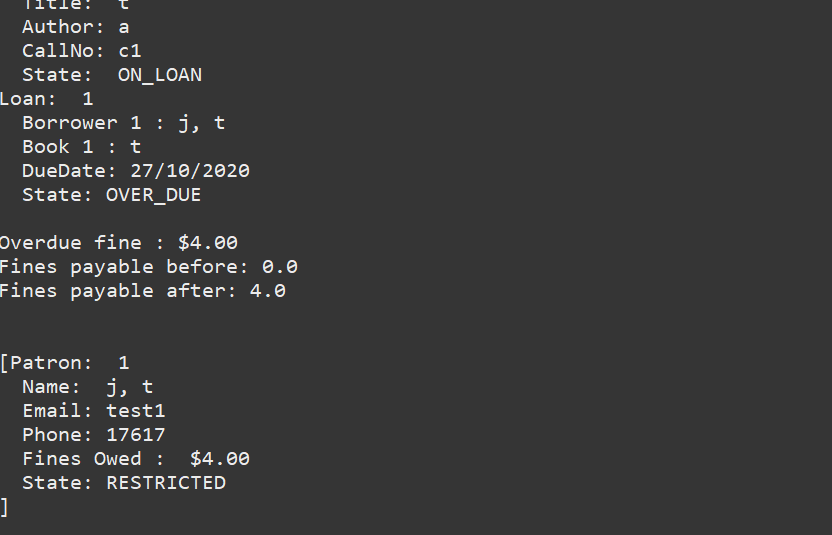 Title:  t
Author: a
CallNo: c1
State:  ON_LOAN
Loan:  1
Borrower 1 : j, t
Book 1 : t
DueDate: 27/10/2020
State: OVER_DUE
Overdue fine : $4.00
Fines payable before: 0.0
Fines payable after: 4.0
[Patron:  1
Name:  j, t
Email: test1
Phone: 17617
Fines Owed :  $4.00
State: RESTRICTED
]